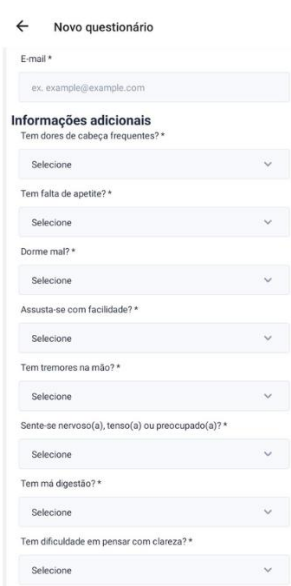 Novo questionário
E-mail *
ex. example@example.com
Informações adicionais
Tem dores de cabeça frequentes? *
Selecione
Tem falta de apetite? *
Selecione
Dorme mal? *
Selecione
Assusta-se com facilidade? *
Selecione
Tem tremores na mão? *
Selecione
Sente-se nervoso(a), tenso(a) ou preocupado(a)? *
Selecione
Tem má digestão? *
Selecione
Tem dificuldade em pensar com clareza? *
Selecione